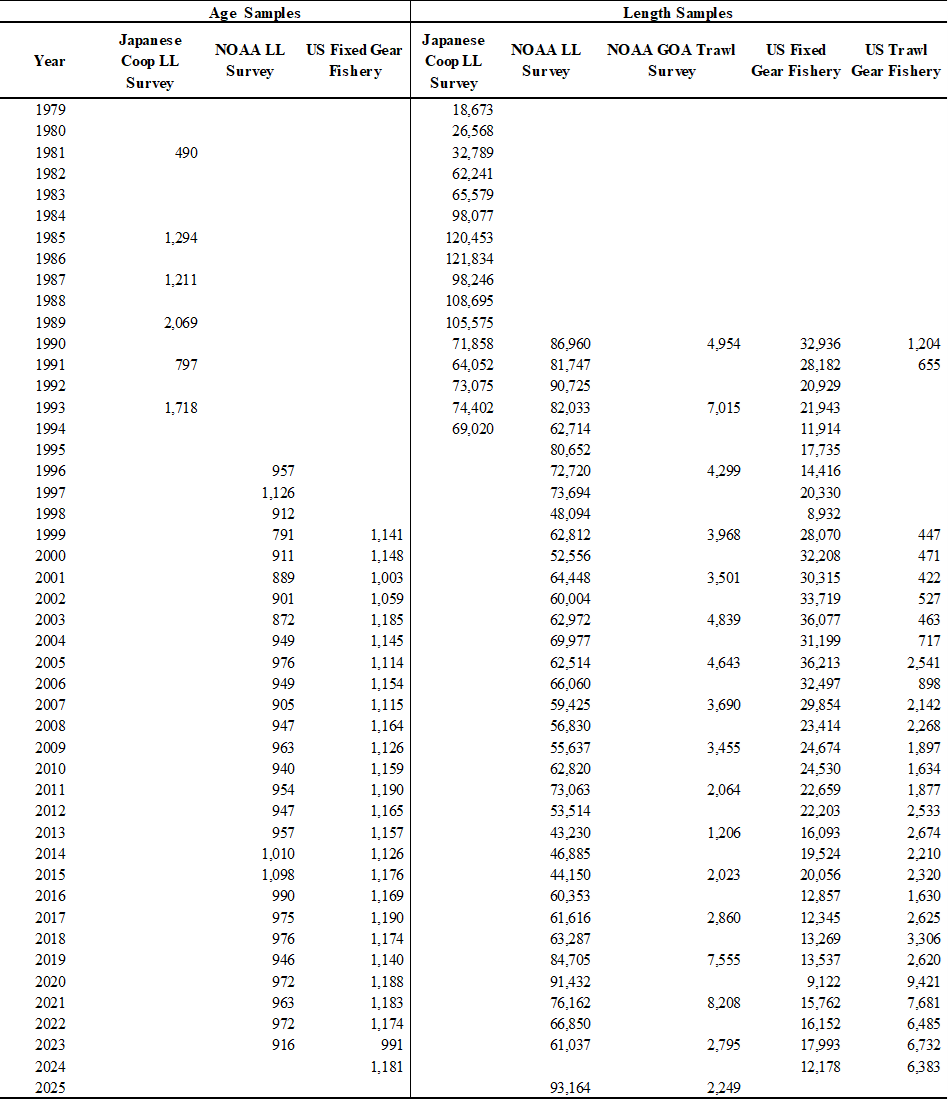 Age Samples Length Samples
Year Japanese Coop LL Survey NOAA LL Survey US Fixed Gear Fishery Japanese Coop LL Survey NOAA LL Survey NOAA GOA Trawl Survey US Fixed Gear Fishery US Trawl Gear Fishery
1979 18,673
1980 26,568
1981 490 32,789
1982 62,241
1983 65,579
1984 98,077
1985 1,294 120,453
1986 121,834
1987 1,211 98,246
1988 108,695
1989 2,069 105,575
1990 71,858 86,960 4,954 32,936 1,204
1991 797 64,052 81,747 28,182 655
1992 73,075 90,725 20,929
1993 1,718 74,402 82,033 7,015 21,943
1994 69,020 62,714 11,914
1995 80,652 17,735
1996 957 72,720 4,299 14,416
1997 1,126 73,694 20,330
1998 912 48,094 8,932
1999 791 1,141 62,812 3,968 28,070 447
2000 911 1,148 52,556 32,208 471
2001 889 1,003 64,448 3,501 30,315 422
2002 901 1,059 60,004 33,719 527
2003 872 1,185 62,972 4,839 36,077 463
2004 949 1,145 69,977 31,199 717
2005 976 1,114 62,514 4,643 36,213 2,541
2006 949 1,154 66,060 32,497 898
2007 905 1,115 59,425 3,690 29,854 2,142
2008 947 1,164 56,830 23,414 2,268
2009 963 1,126 55,637 3,455 24,674 1,897
2010 940 1,159 62,820 24,530 1,634
2011 954 1,190 73,063 2,064 22,659 1,877
2012 947 1,165 53,514 22,203 2,533
2013 957 1,157 43,230 1,206 16,093 2,674
2014 1,010 1,126 46,885 19,524 2,210
2015 1,098 1,176 44,150 2,023 20,056 2,320
2016 990 1,169 60,353 12,857 1,630
2017 975 1,190 61,616 2,860 12,345 2,625
2018 976 1,174 63,287 13,269 3,306
2019 946 1,140 84,705 7,555 13,537 2,620
2020 972 1,188 91,432 9,122 9,421
2021 963 1,183 76,162 8,208 15,762 7,681
2022 972 1,174 66,850 16,152 6,485
2023 916 991 61,037 2,795 17,993 6,732
2024 1,181 12,178 6,383
2025 93,164 2,249